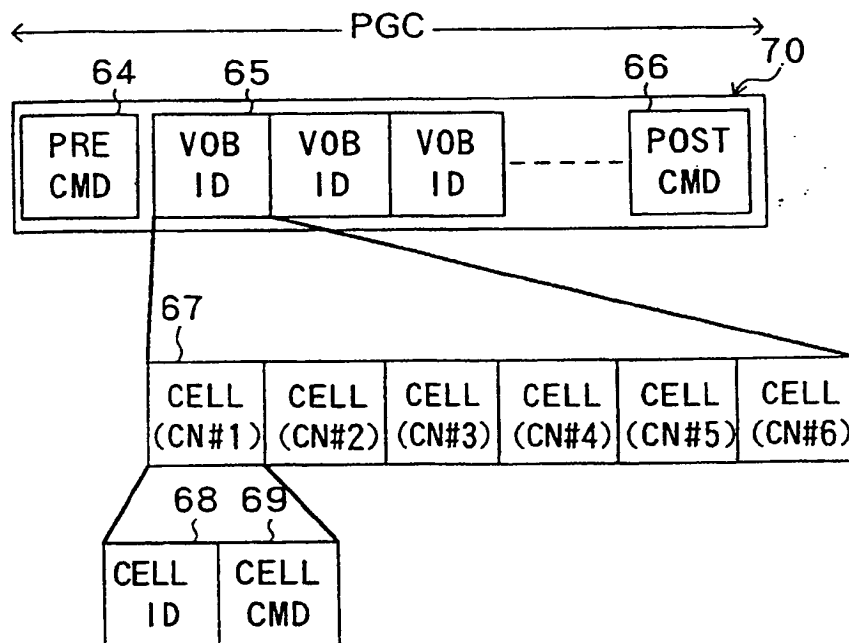 PGC
64 65 66 70
PRE CMD VOB ID VOB ID VOB ID POST CMD
67
CELL (CN#1) CELL (CN#2) CELL (CN#3) CELL (CN#4) CELL (CN#5) CELL (CN#6)
68 69
CELL ID CELL CMD